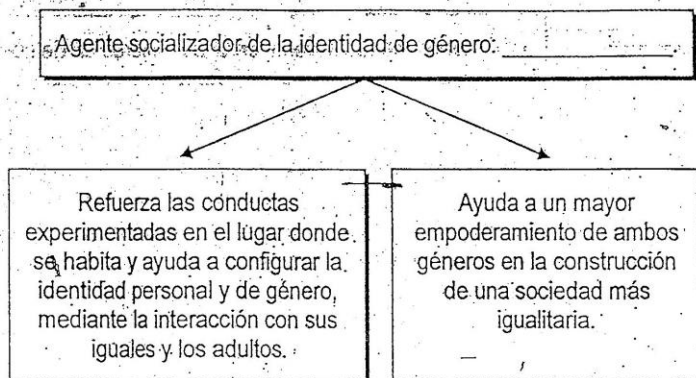 Agente socializador de la identidad de género: ____________
Refuerza las conductas
experimentadas en el lugar donde
se habita y ayuda a configurar la
identidad personal y de género,
mediante la interacción con sus
iguales y los adultos.
Ayuda a un mayor
empoderamiento de ambos
géneros en la construcción
de una sociedad más
igualitaria.